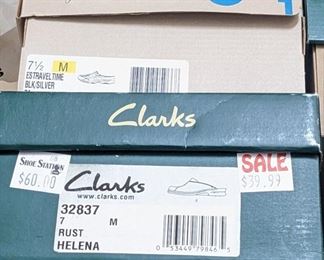 7½ M
ESTRAVELTIME
BLK/SILVER
Clarks
SHOE STATION
$60.00
SALE
$39.99
Clarks
www.clarks.com
32837
7 M
RUST
HELENA
0 53449 79846 5